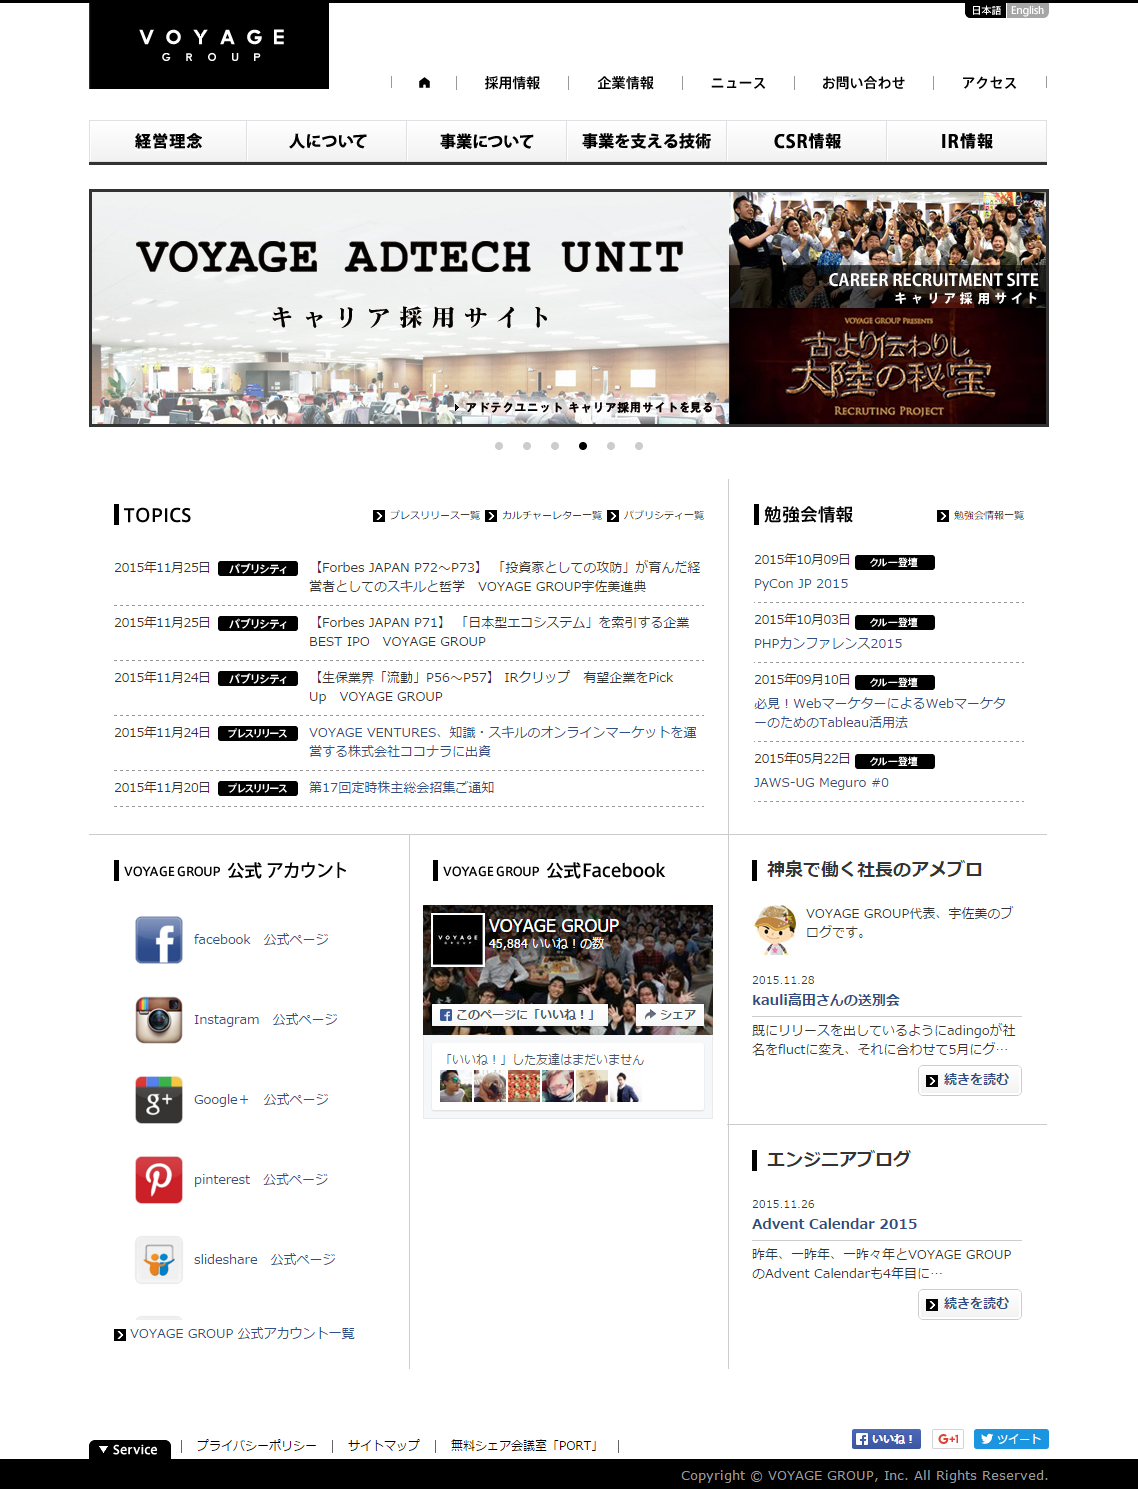 VOYAGE
GROUP
日本語 English
採用情報 企業情報 ニュース お問い合わせ アクセス
経営理念 人について 事業について 事業を支える技術 CSR情報 IR情報
VOYAGE ADTECH UNIT
キャリア採用サイト
アドテクユニット キャリア採用サイトを見る
CAREER RECRUITMENT SITE
キャリア採用サイト
VOYAGE GROUP PRESENTS
古より伝わりし
大陸の秘宝
RECRUTING PROJECT
TOPICS
プレスリリース一覧 カルチャーレター一覧 パブリシティ一覧
2015年11月25日 パブリシティ 【Forbes JAPAN P72～P73】 「投資家としての攻防」が育んだ経
営者としてのスキルと哲学 VOYAGE GROUP宇佐美進典
2015年11月25日 パブリシティ 【Forbes JAPAN P71】 「日本型エコシステム」を索引する企業
BEST IPO VOYAGE GROUP
2015年11月24日 パブリシティ 【生保業界「流動」P56～P57】 IRクリップ 有望企業をPick
Up VOYAGE GROUP
2015年11月24日 プレスリリース VOYAGE VENTURES、知識・スキルのオンラインマーケットを運
営する株式会社ココナラに出資
2015年11月20日 プレスリリース 第17回定時株主総会招集ご通知
勉強会情報
勉強会情報一覧
2015年10月09日 クルー登壇
PyCon JP 2015
2015年10月03日 クルー登壇
PHPカンファレンス2015
2015年09月10日 クルー登壇
必見！WebマーケターによるWebマーケタ
ーのためのTableau活用法
2015年05月22日 クルー登壇
JAWS-UG Meguro #0
VOYAGE GROUP 公式 アカウント
facebook 公式ページ
Instagram 公式ページ
Google＋ 公式ページ
pinterest 公式ページ
slideshare 公式ページ
VOYAGE GROUP 公式アカウント一覧
VOYAGE GROUP 公式Facebook
VOYAGE
GROUP
VOYAGE GROUP
45,884 いいね！の数
このページに「いいね！」 シェア
「いいね！」した友達はまだいません
神泉で働く社長のアメブロ
VOYAGE GROUP代表、宇佐美のブ
ログです。
2015.11.28
kauli高田さんの送別会
既にリリースを出しているようにadingoが社
名をfluctに変え、それに合わせて5月にグ…
続きを読む
エンジニアブログ
2015.11.26
Advent Calendar 2015
昨年、一昨年、一昨々年とVOYAGE GROUP
のAdvent Calendarも4年目に…
続きを読む
Service プライバシーポリシー サイトマップ 無料シェア会議室「PORT」
いいね！ G+1 ツイート
Copyright © VOYAGE GROUP, Inc. All Rights Reserved.